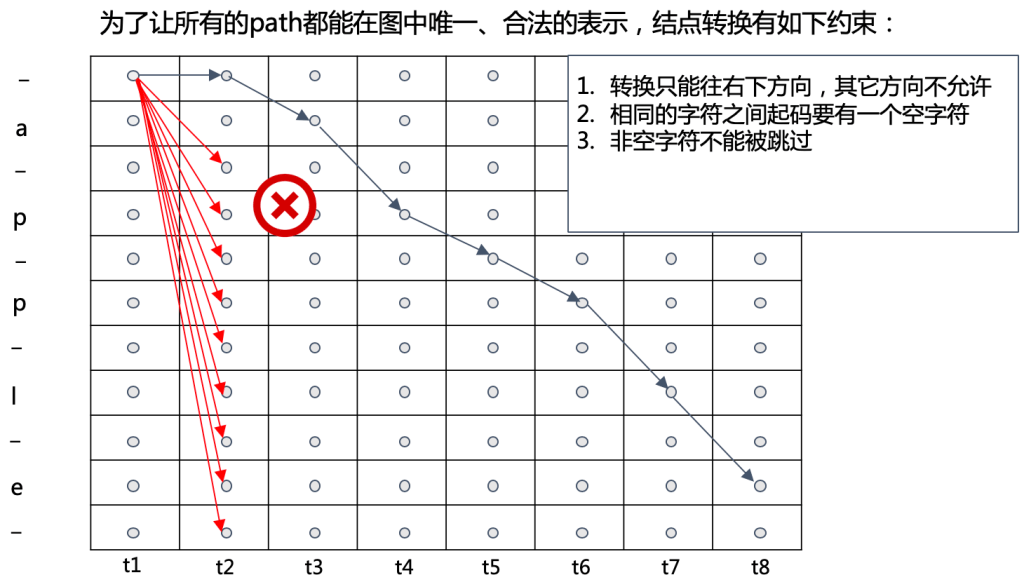 为了让所有的path都能在图中唯一、合法的表示，结点转换有如下约束：
1. 转换只能往右下方向，其它方向不允许
2. 相同的字符之间起码要有一个空字符
3. 非空字符不能被跳过
–
a
–
p
–
p
–
l
–
e
–
t1 t2 t3 t4 t5 t6 t7 t8